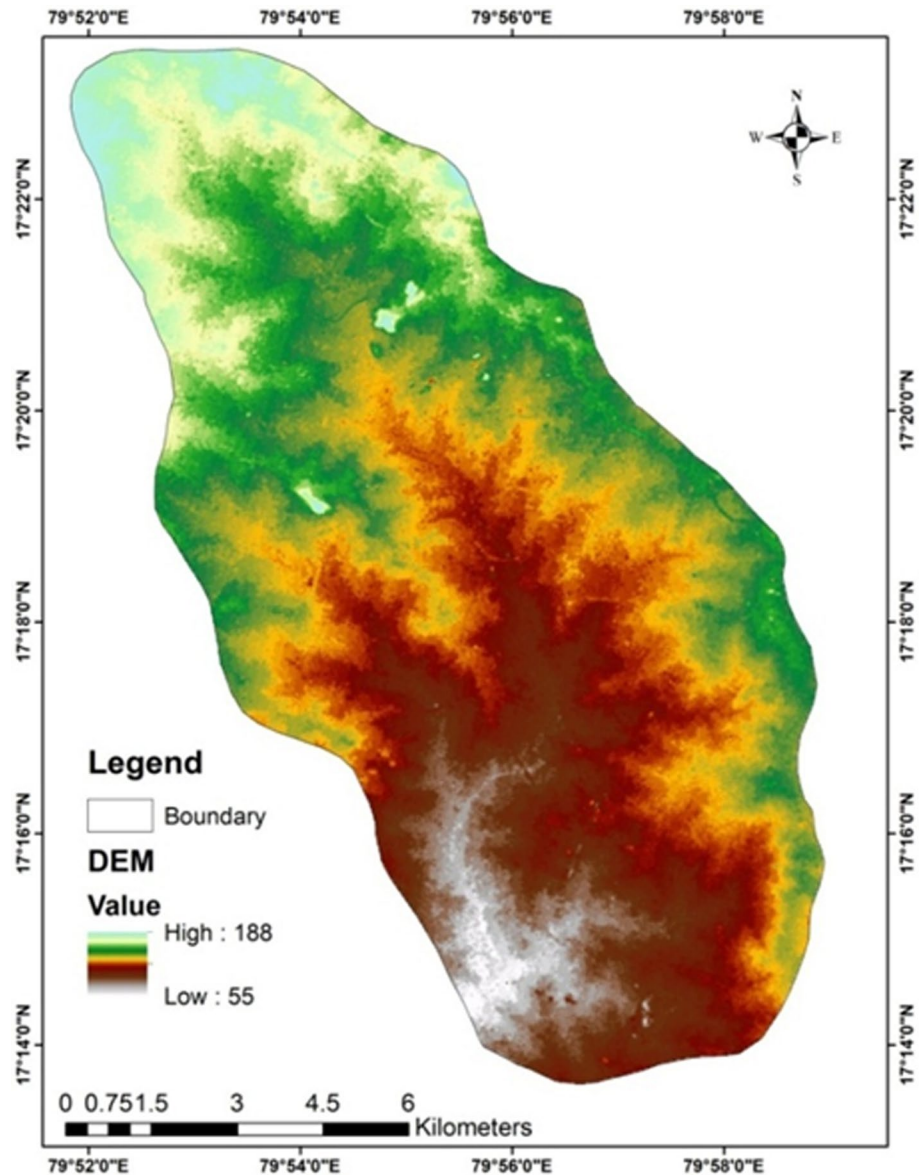 79°52'0"E 79°54'0"E 79°56'0"E 79°58'0"E
N
W E
S
17°22'0"N 17°22'0"N
17°20'0"N 17°20'0"N
17°18'0"N 17°18'0"N
Legend
Boundary
17°16'0"N 17°16'0"N
DEM
Value
High : 188
Low : 55
17°14'0"N 17°14'0"N
0 0.75 1.5 3 4.5 6
Kilometers
79°52'0"E 79°54'0"E 79°56'0"E 79°58'0"E